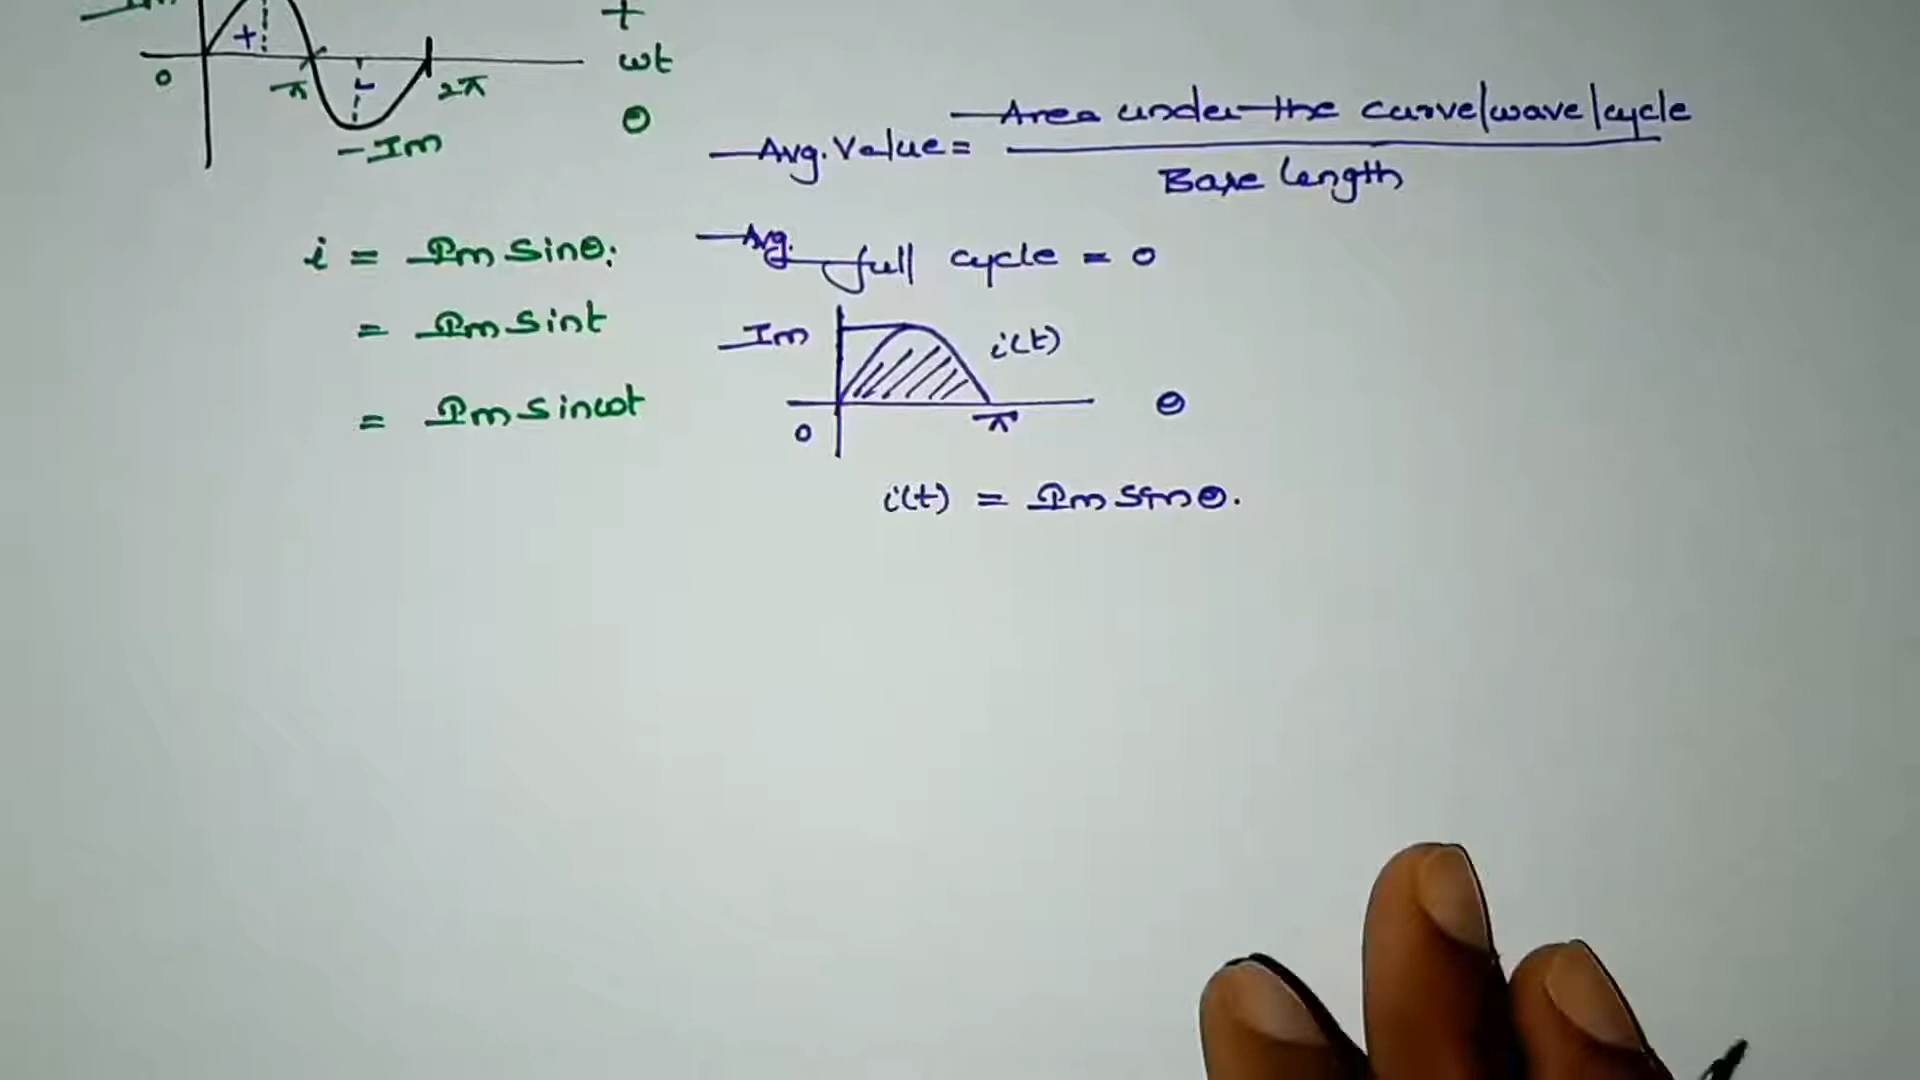 Im
+
0
π
-
2π
-Im
t
ωt
θ
i = Im sinθ;
= Im sint
= Im sinωt
Avg. Value = Area under the curve/wave/cycle
Base length
Avg. full cycle = 0
Im
i(t)
0
π
θ
i(t) = Im sinθ.